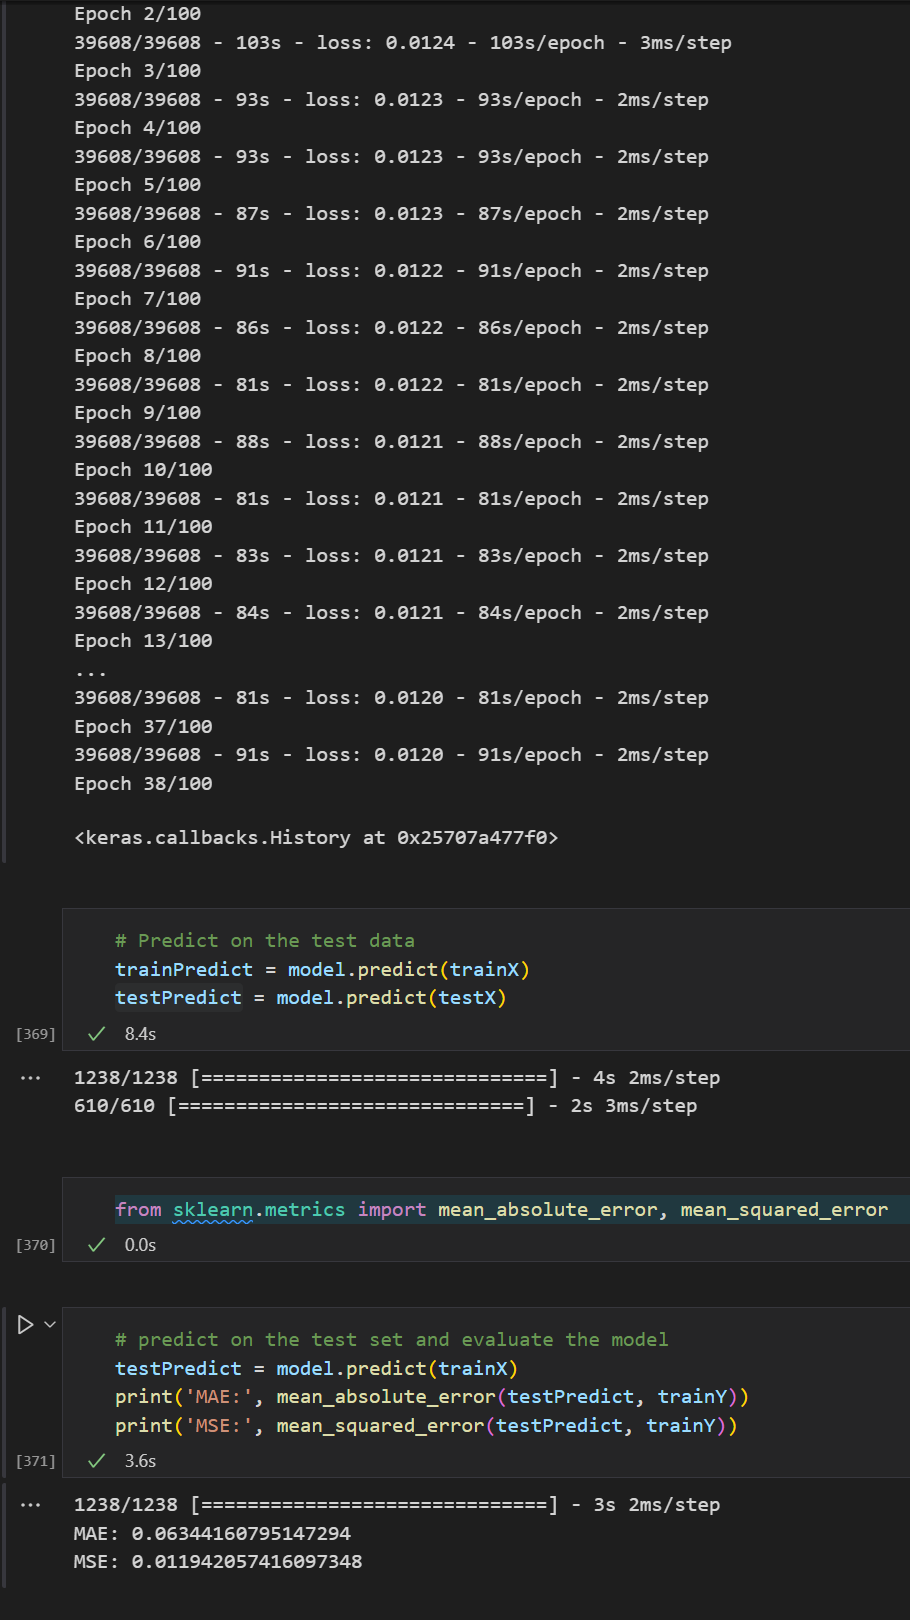 Epoch 2/100
39608/39608 - 103s - loss: 0.0124 - 103s/epoch - 3ms/step
Epoch 3/100
39608/39608 - 93s - loss: 0.0123 - 93s/epoch - 2ms/step
Epoch 4/100
39608/39608 - 93s - loss: 0.0123 - 93s/epoch - 2ms/step
Epoch 5/100
39608/39608 - 87s - loss: 0.0123 - 87s/epoch - 2ms/step
Epoch 6/100
39608/39608 - 91s - loss: 0.0122 - 91s/epoch - 2ms/step
Epoch 7/100
39608/39608 - 86s - loss: 0.0122 - 86s/epoch - 2ms/step
Epoch 8/100
39608/39608 - 81s - loss: 0.0122 - 81s/epoch - 2ms/step
Epoch 9/100
39608/39608 - 88s - loss: 0.0121 - 88s/epoch - 2ms/step
Epoch 10/100
39608/39608 - 81s - loss: 0.0121 - 81s/epoch - 2ms/step
Epoch 11/100
39608/39608 - 83s - loss: 0.0121 - 83s/epoch - 2ms/step
Epoch 12/100
39608/39608 - 84s - loss: 0.0121 - 84s/epoch - 2ms/step
Epoch 13/100
...
39608/39608 - 81s - loss: 0.0120 - 81s/epoch - 2ms/step
Epoch 37/100
39608/39608 - 91s - loss: 0.0120 - 91s/epoch - 2ms/step
Epoch 38/100
<keras.callbacks.History at 0x25707a477f0>
# Predict on the test data
trainPredict = model.predict(trainX)
testPredict = model.predict(testX)
[369] 8.4s
1238/1238 [==============================] - 4s 2ms/step
610/610 [==============================] - 2s 3ms/step
from sklearn.metrics import mean_absolute_error, mean_squared_error
[370] 0.0s
# predict on the test set and evaluate the model
testPredict = model.predict(trainX)
print('MAE:', mean_absolute_error(testPredict, trainY))
print('MSE:', mean_squared_error(testPredict, trainY))
[371] 3.6s
1238/1238 [==============================] - 3s 2ms/step
MAE: 0.06344160795147294
MSE: 0.011942057416097348